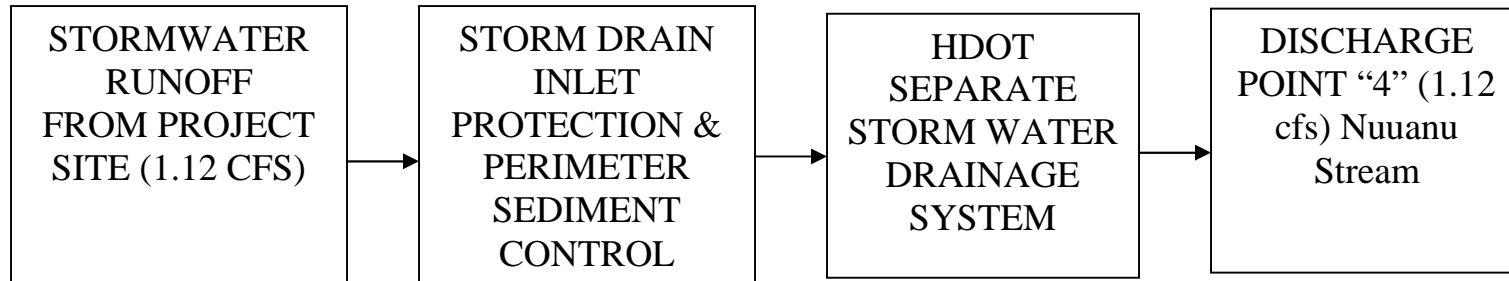 STORMWATER
RUNOFF
FROM PROJECT
SITE (1.12 CFS)
STORM DRAIN
INLET
PROTECTION &
PERIMETER
SEDIMENT
CONTROL
HDOT
SEPARATE
STORM WATER
DRAINAGE
SYSTEM
DISCHARGE
POINT “4” (1.12
cfs) Nuuanu
Stream